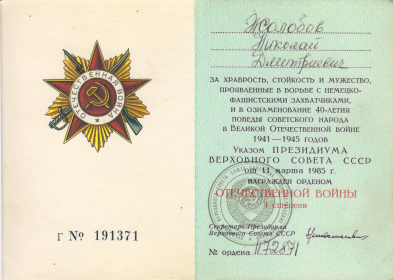 ОТЕЧЕСТВЕННАЯ ВОЙНА
Г № 191371
Жолобов
Николай
Дмитриевич
ЗА ХРАБРОСТЬ, СТОЙКОСТЬ И МУЖЕСТВО,
ПРОЯВЛЕННЫЕ В БОРЬБЕ С НЕМЕЦКО-
ФАШИСТСКИМИ ЗАХВАТЧИКАМИ,
И В ОЗНАМЕНОВАНИЕ 40-ЛЕТИЯ
ПОБЕДЫ СОВЕТСКОГО НАРОДА
В ВЕЛИКОЙ ОТЕЧЕСТВЕННОЙ ВОЙНЕ
1941—1945 ГОДОВ
УКАЗОМ ПРЕЗИДИУМА
ВЕРХОВНОГО СОВЕТА СССР
от 11 марта 1985 г.
НАГРАЖДЕН ОРДЕНОМ
ОТЕЧЕСТВЕННОЙ ВОЙНЫ
I степени
Секретарь Президиума
Верховного Совета СССР
№ ордена